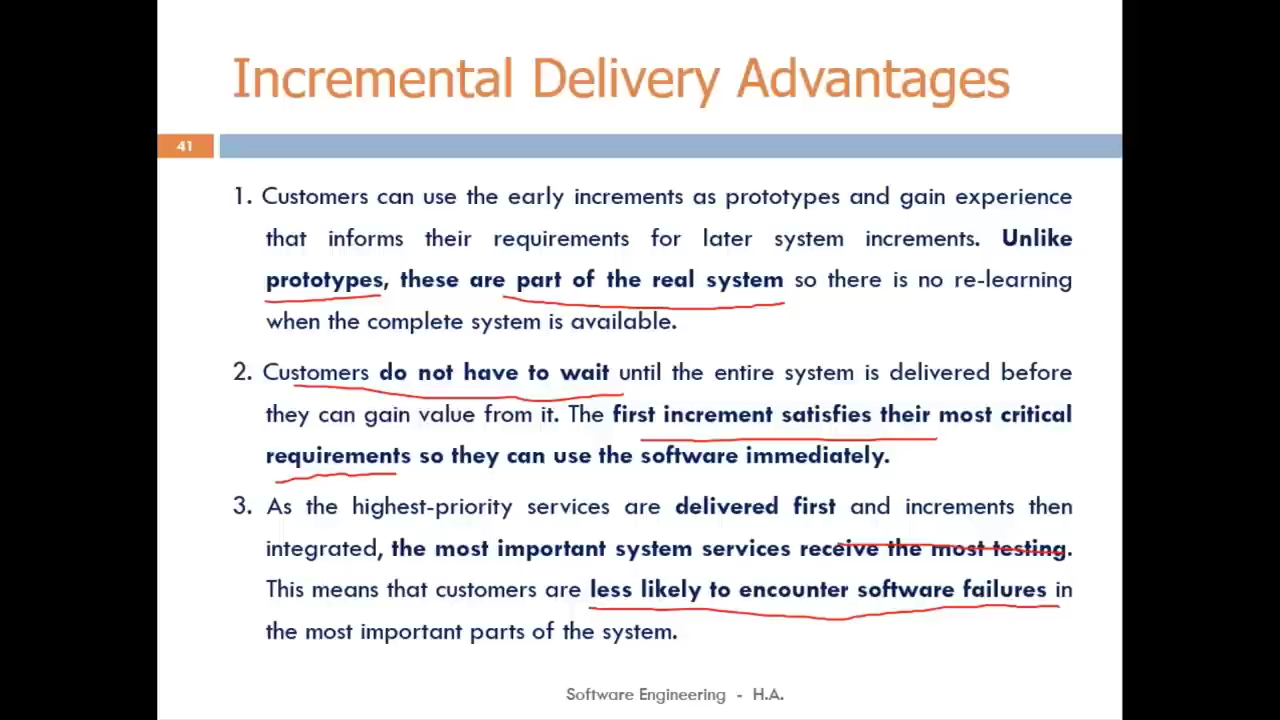 Incremental Delivery Advantages
41
1. Customers can use the early increments as prototypes and gain experience
that informs their requirements for later system increments. Unlike
prototypes, these are part of the real system so there is no re-learning
when the complete system is available.
2. Customers do not have to wait until the entire system is delivered before
they can gain value from it. The first increment satisfies their most critical
requirements so they can use the software immediately.
3. As the highest-priority services are delivered first and increments then
integrated, the most important system services receive the most testing.
This means that customers are less likely to encounter software failures in
the most important parts of the system.
Software Engineering - H.A.